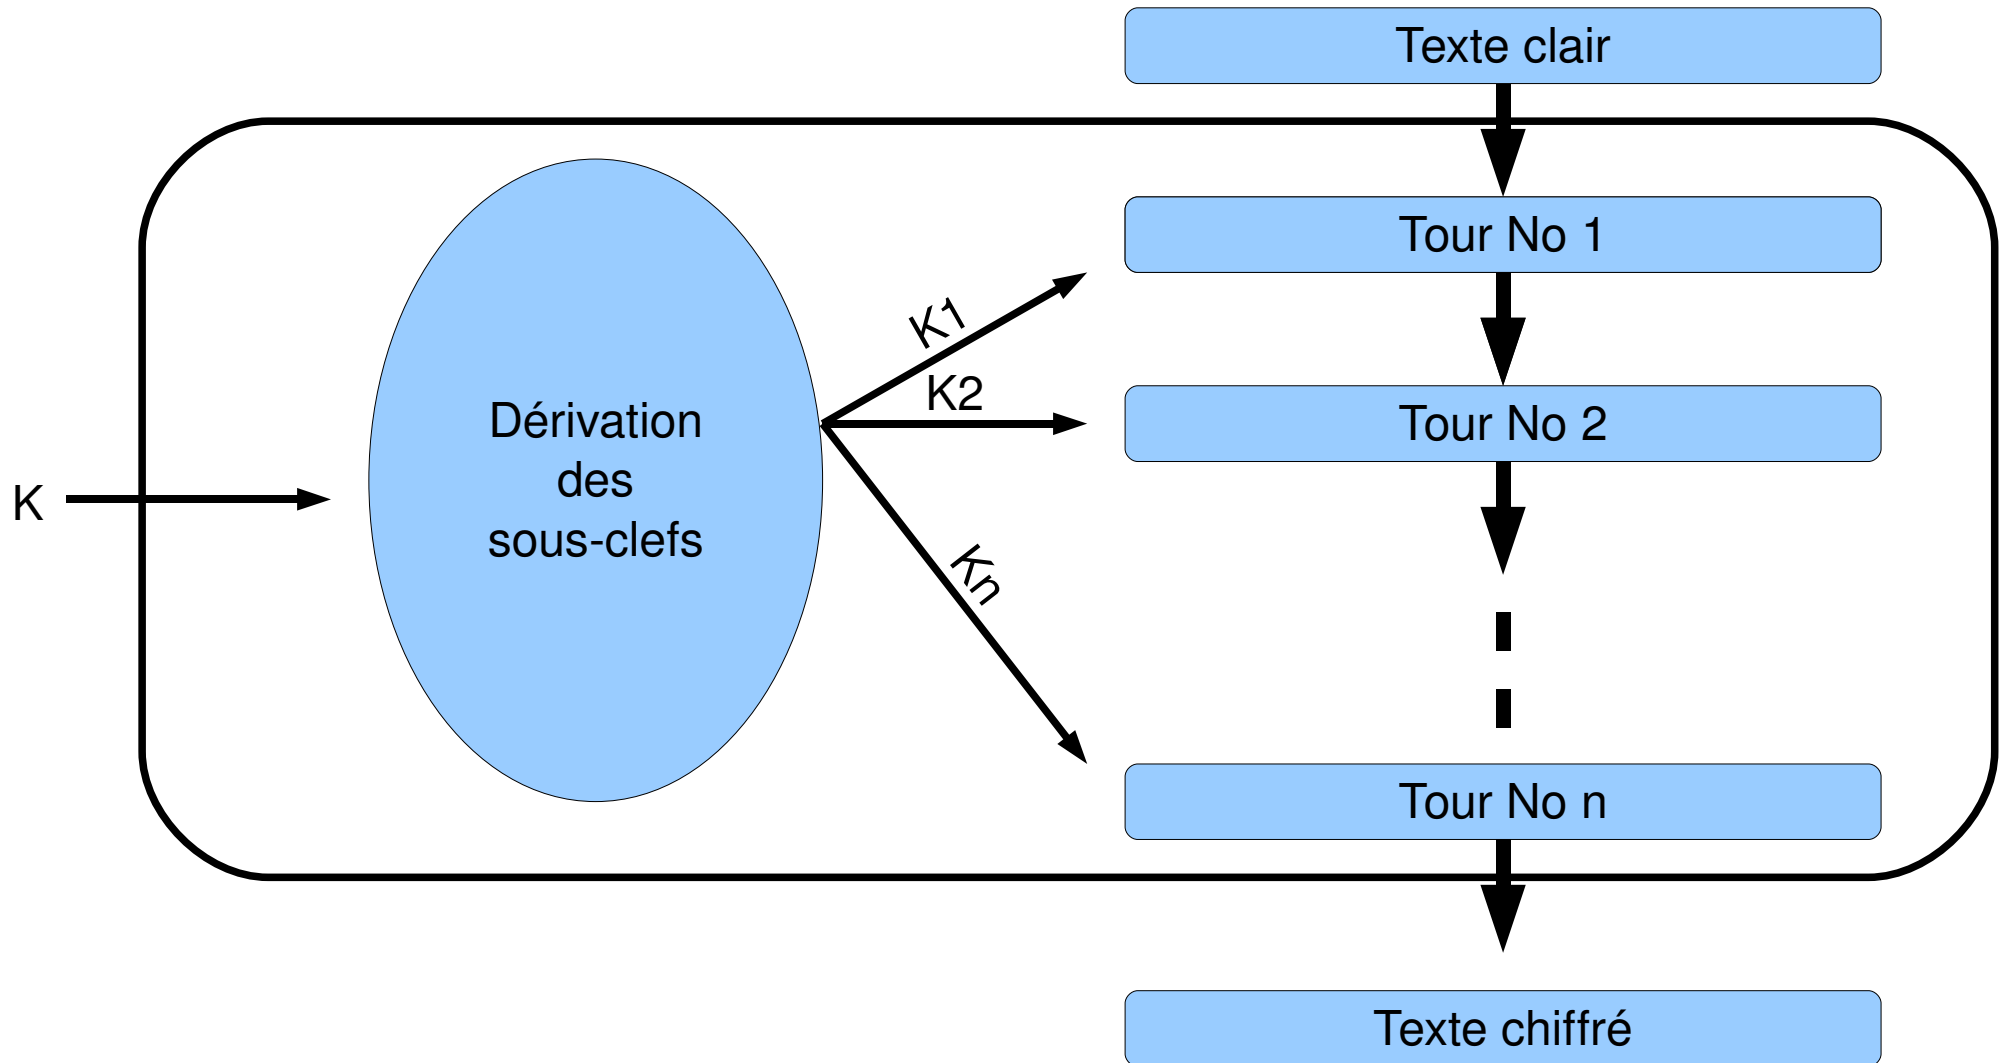 Texte clair
Tour No 1
K1
K2
Tour No 2
Dérivation
des
sous-clefs
K
Kn
Tour No n
Texte chiffré